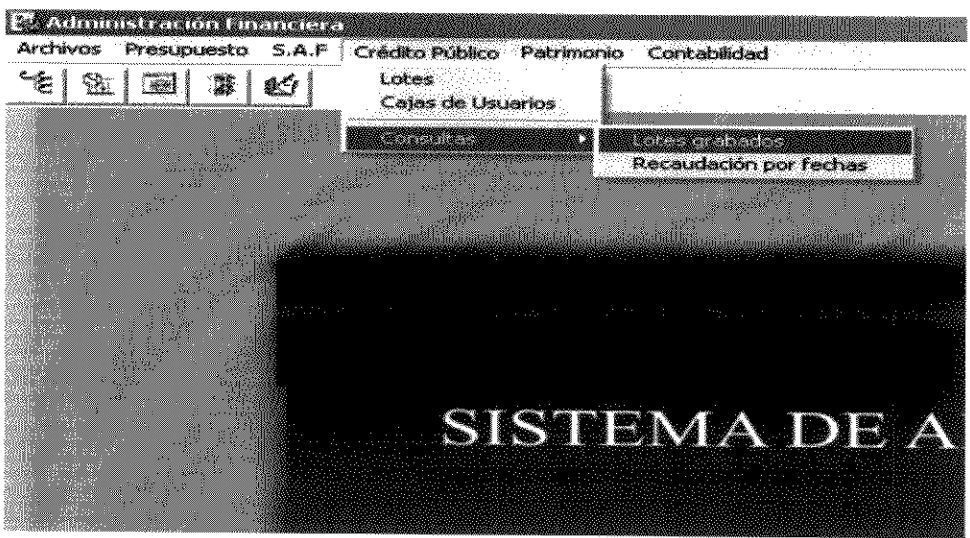 Administración Financiera
Archivos Presupuesto S.A.F Crédito Público Patrimonio Contabilidad
Lotes
Cajas de Usuarios
Consultas Lotes grabados
Recaudación por fechas
SISTEMA DE A